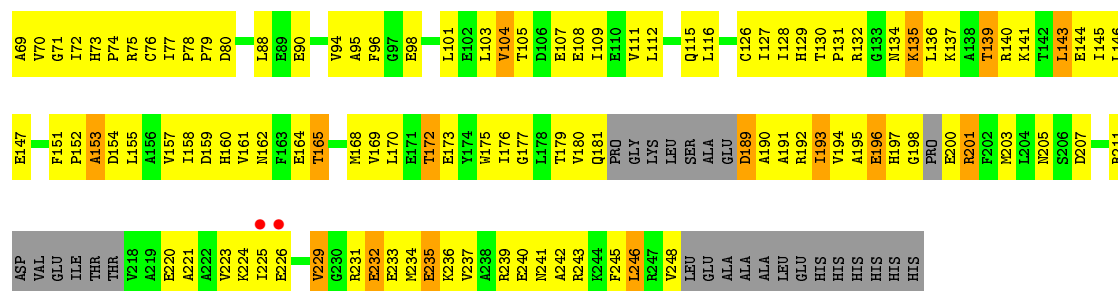 A69 V70 G71 I72 H73 P74 R75 C76 I77 P78 P79 D80 L88 E89 E90 V94 A95 F96 G97 E98 L101 E102 L103 V104 T105 D106 E107 E108 I109 E110 V111 L112 Q115 L116 C126 I127 I128 H129 T130 P131 R132 G133 N134 K135 L136 K137 A138 T139 R140 K141 T142 L143 E144 I145 L146
E147 F151 P152 A153 D154 L155 A156 V157 I158 D159 H160 V161 N162 F163 E164 T165 M168 V169 L170 E171 T172 E173 Y174 W175 I176 G177 L178 T179 V180 Q181 PRO GLY LYS LEU SER ALA GLU D189 A190 A191 R192 I193 V194 A195 E196 H197 G198 PRO E200 R201 F202 M203 L204 N205 S206 D207 R211
ASP VAL GLU ILE THR THR V218 A219 E220 A221 A222 V223 K224 I225 E226 V229 G230 R231 E232 E233 M234 E235 K236 V237 A238 R239 E240 N241 A242 R243 K244 F245 L246 R247 V248 LEU GLU ALA ALA ALA LEU GLU HIS HIS HIS HIS HIS HIS